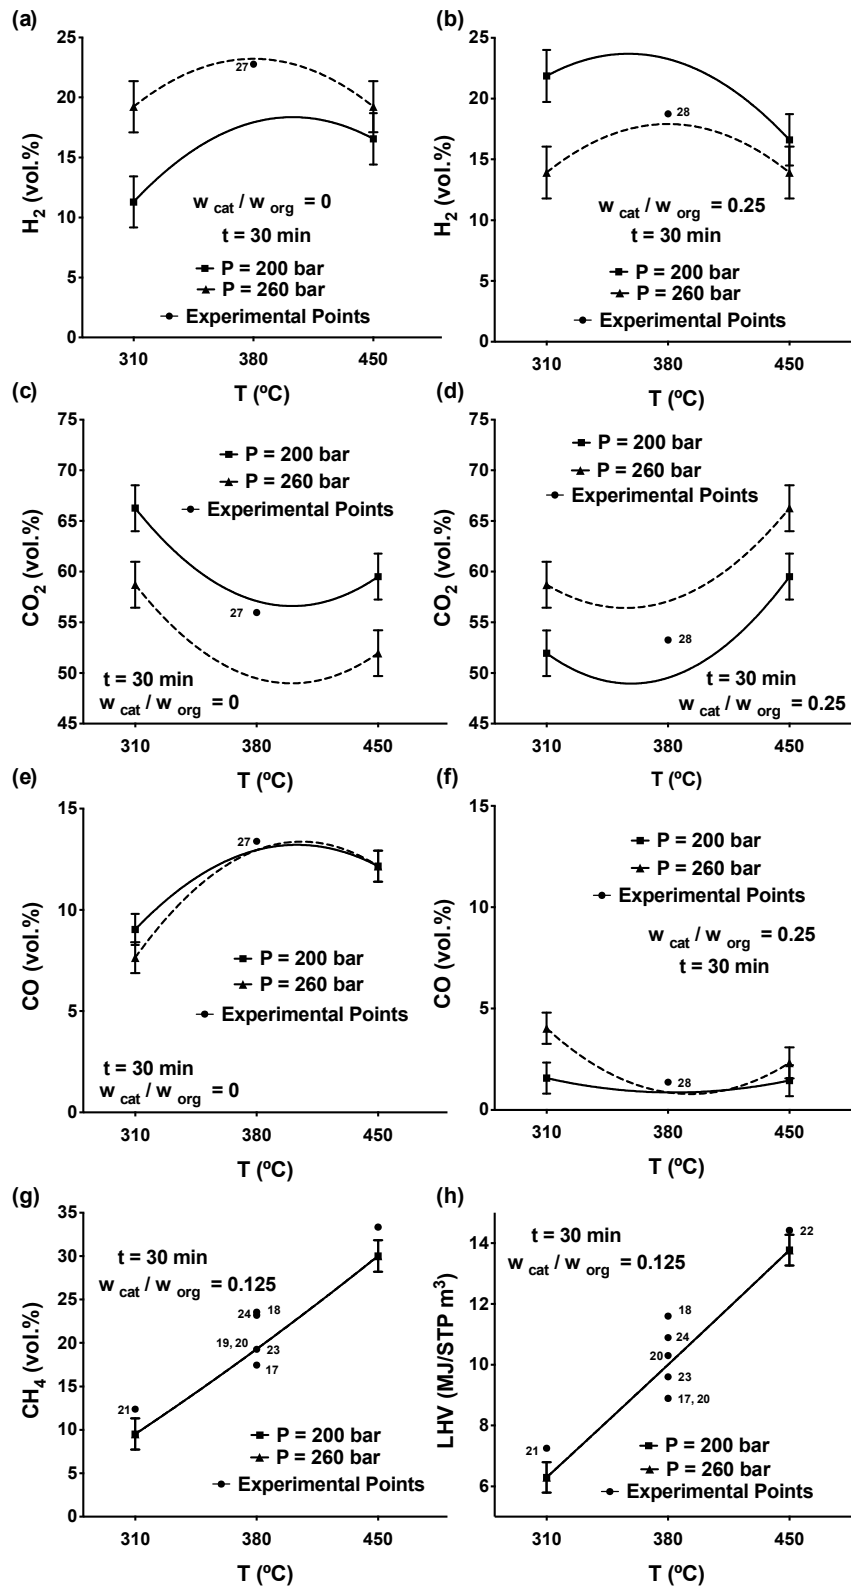 (a)
25
20
15
10
5
0
H2 (vol.%)
27
w cat / w org = 0
t = 30 min
P = 200 bar
P = 260 bar
Experimental Points
310 380 450
T (ºC)
(b)
25
20
15
10
5
0
H2 (vol.%)
28
w cat / w org = 0.25
t = 30 min
P = 200 bar
P = 260 bar
Experimental Points
310 380 450
T (ºC)
(c)
75
70
65
60
55
50
45
CO2 (vol.%)
P = 200 bar
P = 260 bar
Experimental Points
27
t = 30 min
w cat / w org = 0
310 380 450
T (ºC)
(d)
75
70
65
60
55
50
45
CO2 (vol.%)
P = 200 bar
P = 260 bar
Experimental Points
28
t = 30 min
w cat / w org = 0.25
310 380 450
T (ºC)
(e)
15
10
5
0
CO (vol.%)
27
P = 200 bar
P = 260 bar
Experimental Points
t = 30 min
w cat / w org = 0
310 380 450
T (ºC)
(f)
15
10
5
0
CO (vol.%)
P = 200 bar
P = 260 bar
Experimental Points
w cat / w org = 0.25
t = 30 min
28
310 380 450
T (ºC)
(g)
35
30
25
20
15
10
5
0
CH4 (vol.%)
t = 30 min
w cat / w org = 0.125
24 18
19, 20
23
17
21
P = 200 bar
P = 260 bar
Experimental Points
310 380 450
T (ºC)
(h)
14
12
10
8
6
LHV (MJ/STP m³)
t = 30 min
w cat / w org = 0.125
22
18
24
20
23
17, 20
21
P = 200 bar
P = 260 bar
Experimental Points
310 380 450
T (ºC)